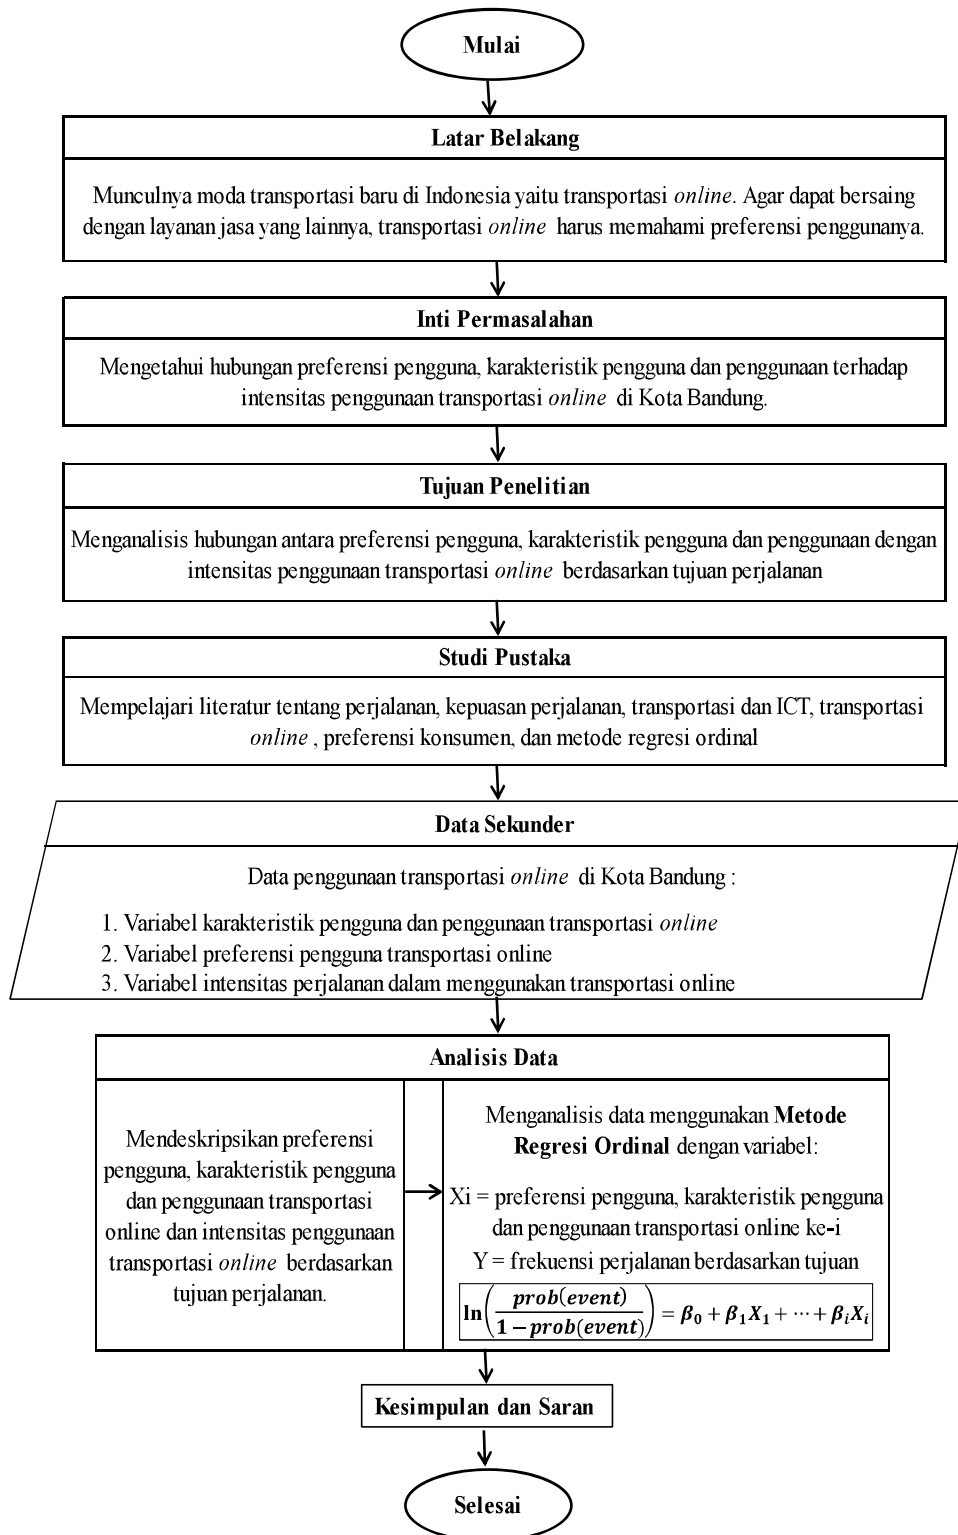 Mulai
Latar Belakang
Munculnya moda transportasi baru di Indonesia yaitu transportasi online. Agar dapat bersaing
dengan layanan jasa yang lainnya, transportasi online harus memahami preferensi penggunanya.
Inti Permasalahan
Mengetahui hubungan preferensi pengguna, karakteristik pengguna dan penggunaan terhadap
intensitas penggunaan transportasi online di Kota Bandung.
Tujuan Penelitian
Menganalisis hubungan antara preferensi pengguna, karakteristik pengguna dan penggunaan dengan
intensitas penggunaan transportasi online berdasarkan tujuan perjalanan
Studi Pustaka
Mempelajari literatur tentang perjalanan, kepuasan perjalanan, transportasi dan ICT, transportasi
online , preferensi konsumen, dan metode regresi ordinal
Data Sekunder
Data penggunaan transportasi online di Kota Bandung :
1. Variabel karakteristik pengguna dan penggunaan transportasi online
2. Variabel preferensi pengguna transportasi online
3. Variabel intensitas perjalanan dalam menggunakan transportasi online
Analisis Data
Mendeskripsikan preferensi
pengguna, karakteristik pengguna
dan penggunaan transportasi
online dan intensitas penggunaan
transportasi online berdasarkan
tujuan perjalanan.
Menganalisis data menggunakan Metode
Regresi Ordinal dengan variabel:
Xi = preferensi pengguna, karakteristik pengguna
dan penggunaan transportasi online ke-i
Y = frekuensi perjalanan berdasarkan tujuan
ln(prob(event) / 1 − prob(event)) = β₀ + β₁X₁ + ⋯ + βᵢXᵢ
Kesimpulan dan Saran
Selesai